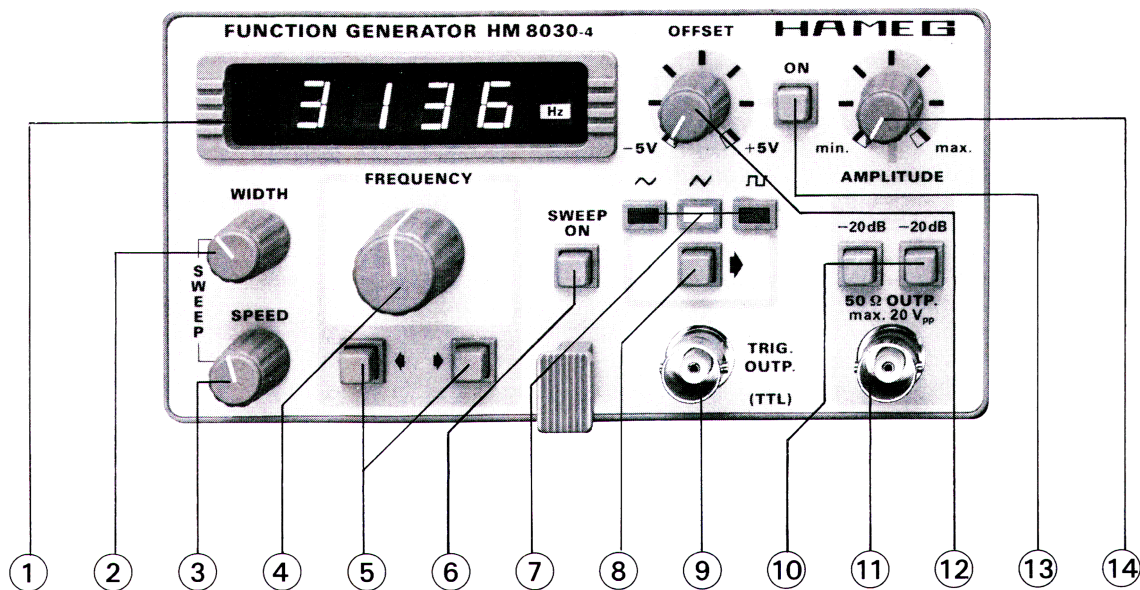 FUNCTION GENERATOR HM 8030-4
OFFSET
HAMEG
3136 Hz
ON
-5V
+5V
min.
max.
AMPLITUDE
WIDTH
FREQUENCY
SWEEP
ON
-20dB
-20dB
SWEEP
SPEED
50 Ω OUTP.
max. 20 Vpp
TRIG.
OUTP.
(TTL)
1 2 3 4 5 6 7 8 9 10 11 12 13 14